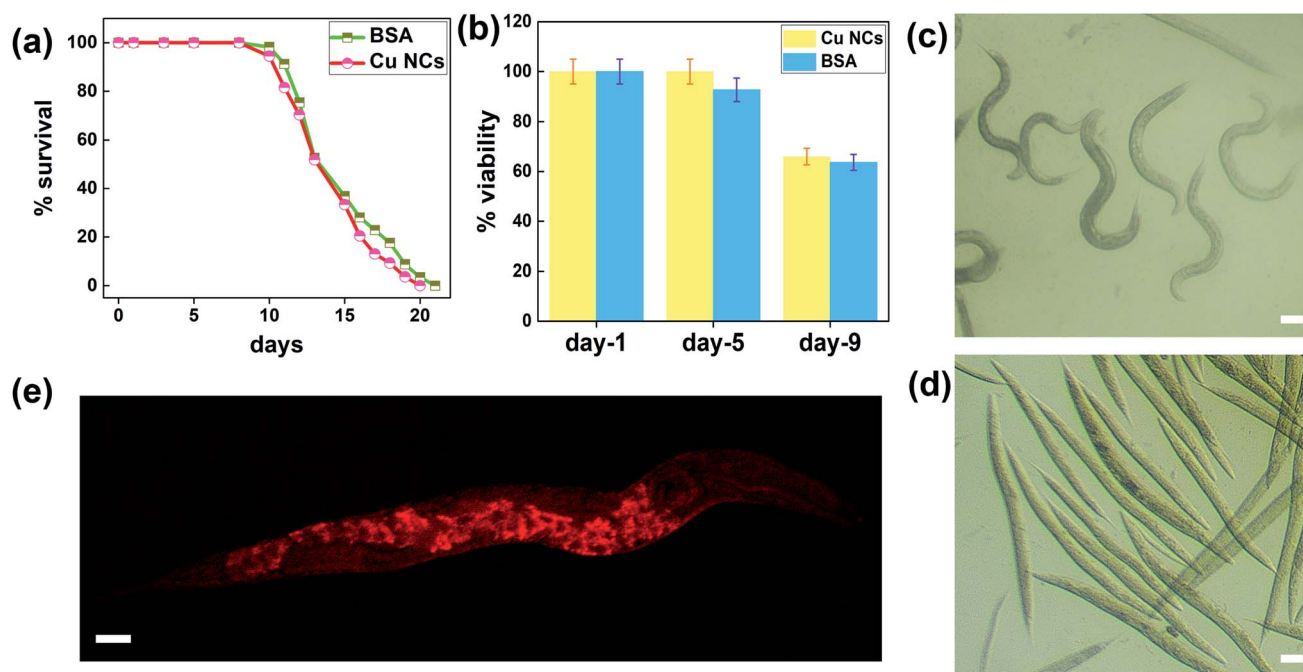 (a)
100
80
60
40
20
0
% survival
0 5 10 15 20
days
BSA
Cu NCs
(b)
120
100
80
60
40
20
0
% viability
day-1 day-5 day-9
Cu NCs
BSA
(c)
(e)
(d)